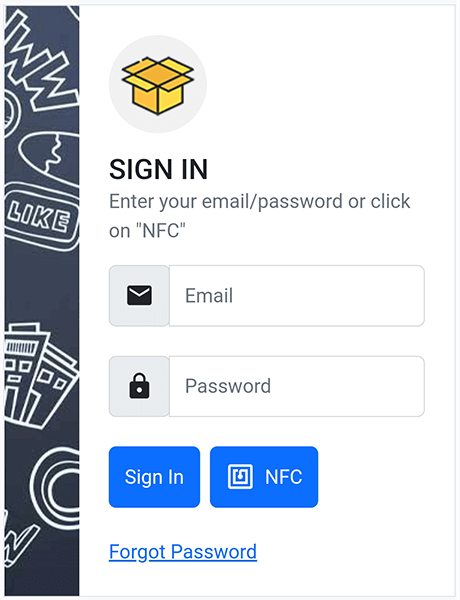 LIKE
SIGN IN
Enter your email/password or click
on "NFC"
Email
Password
Sign In
NFC
Forgot Password